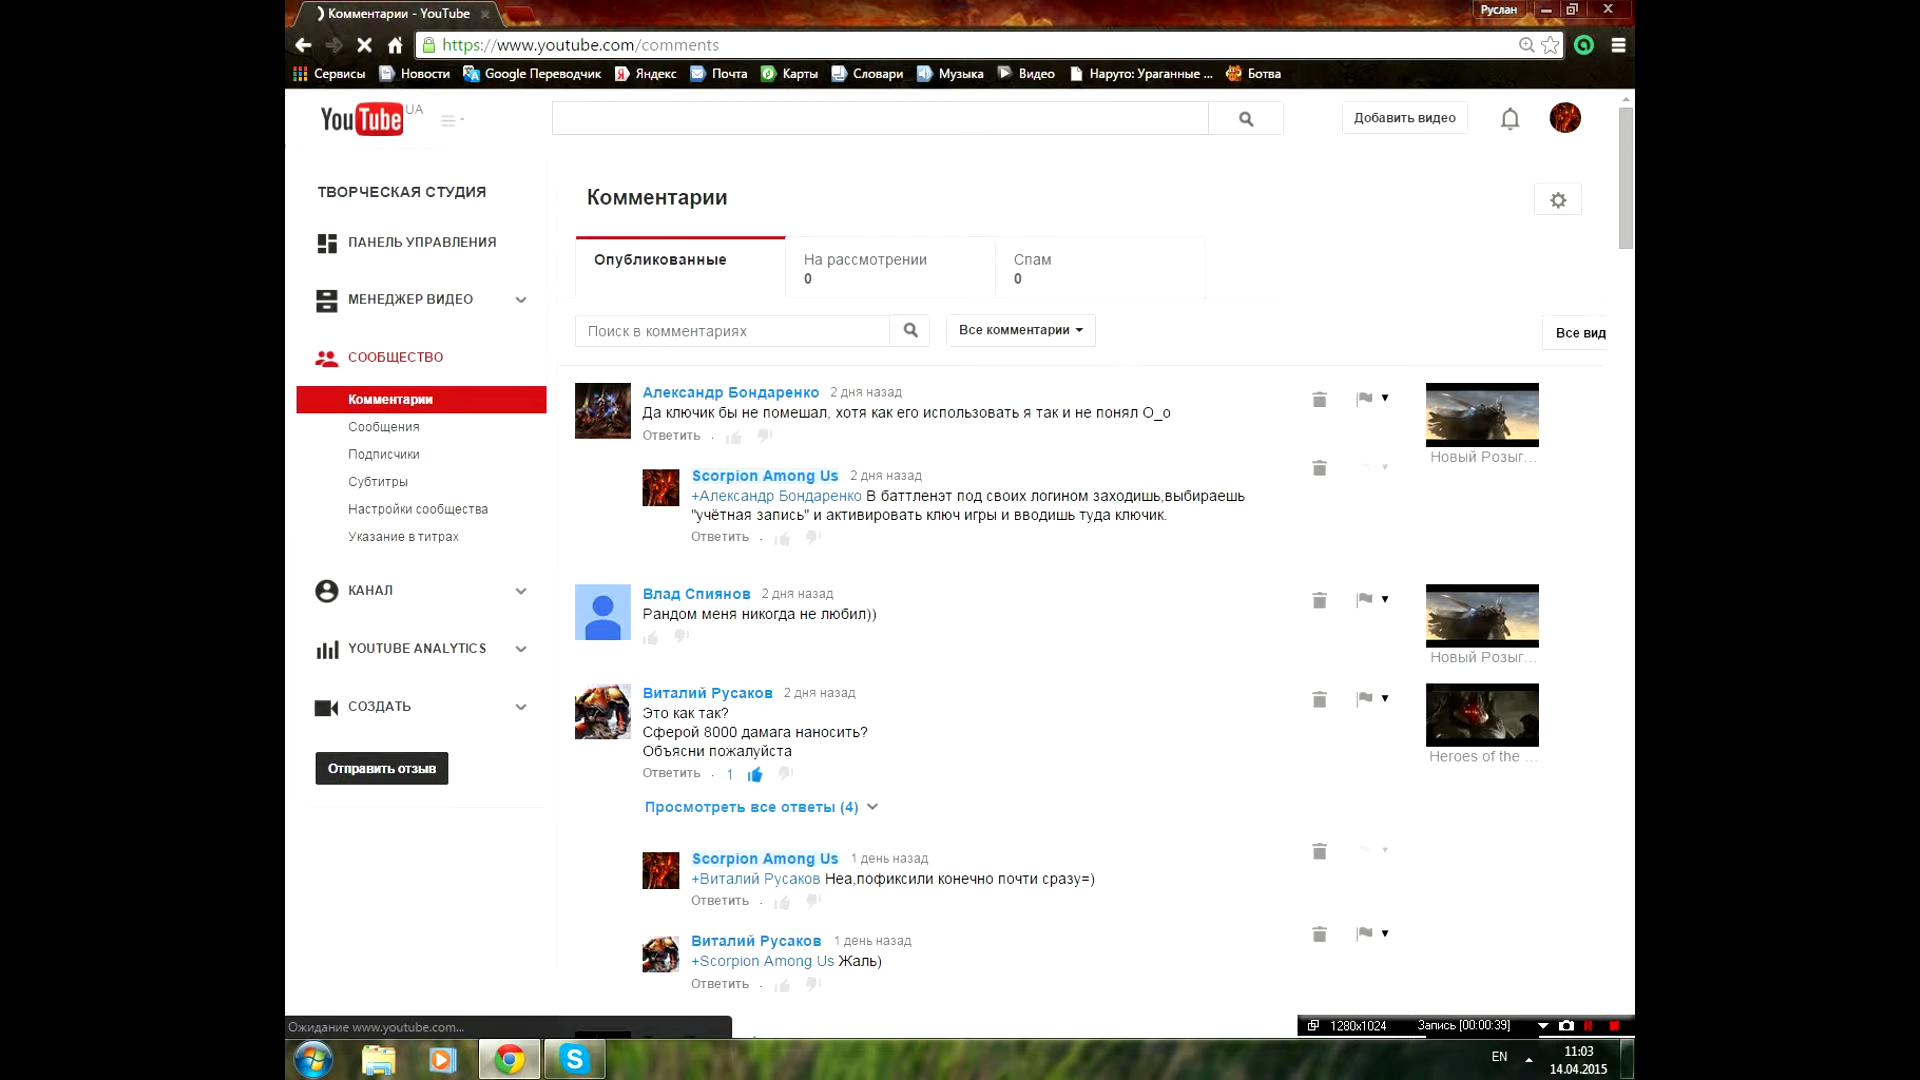 Комментарии - YouTube
Руслан
https://www.youtube.com/comments
Сервисы Новости Google Переводчик Яндекс Почта Карты Словари Музыка Видео Наруто: Ураганные ... Ботва
YouTube UA
Добавить видео
ТВОРЧЕСКАЯ СТУДИЯ
ПАНЕЛЬ УПРАВЛЕНИЯ
МЕНЕДЖЕР ВИДЕО
СООБЩЕСТВО
Комментарии
Сообщения
Подписчики
Субтитры
Настройки сообщества
Указание в титрах
КАНАЛ
YOUTUBE ANALYTICS
СОЗДАТЬ
Отправить отзыв
Комментарии
Опубликованные
На рассмотрении
0
Спам
0
Поиск в комментариях
Все комментарии
Все вид
Александр Бондаренко 2 дня назад
Да ключик бы не помешал, хотя как его использовать я так и не понял О_о
Ответить
Новый Розыг...
Scorpion Among Us 2 дня назад
+Александр Бондаренко В баттленэт под своих логином заходишь,выбираешь
"учётная запись" и активировать ключ игры и вводишь туда ключик.
Ответить
Влад Спиянов 2 дня назад
Рандом меня никогда не любил))
Новый Розыг...
Виталий Русаков 2 дня назад
Это как так?
Сферой 8000 дамага наносить?
Объясни пожалуйста
Ответить 1
Heroes of the ...
Просмотреть все ответы (4)
Scorpion Among Us 1 день назад
+Виталий Русаков Неа,пофиксили конечно почти сразу=)
Ответить
Виталий Русаков 1 день назад
+Scorpion Among Us Жаль)
Ответить
Ожидание www.youtube.com...
1280x1024 Запись [00:00:39]
EN
11:03
14.04.2015